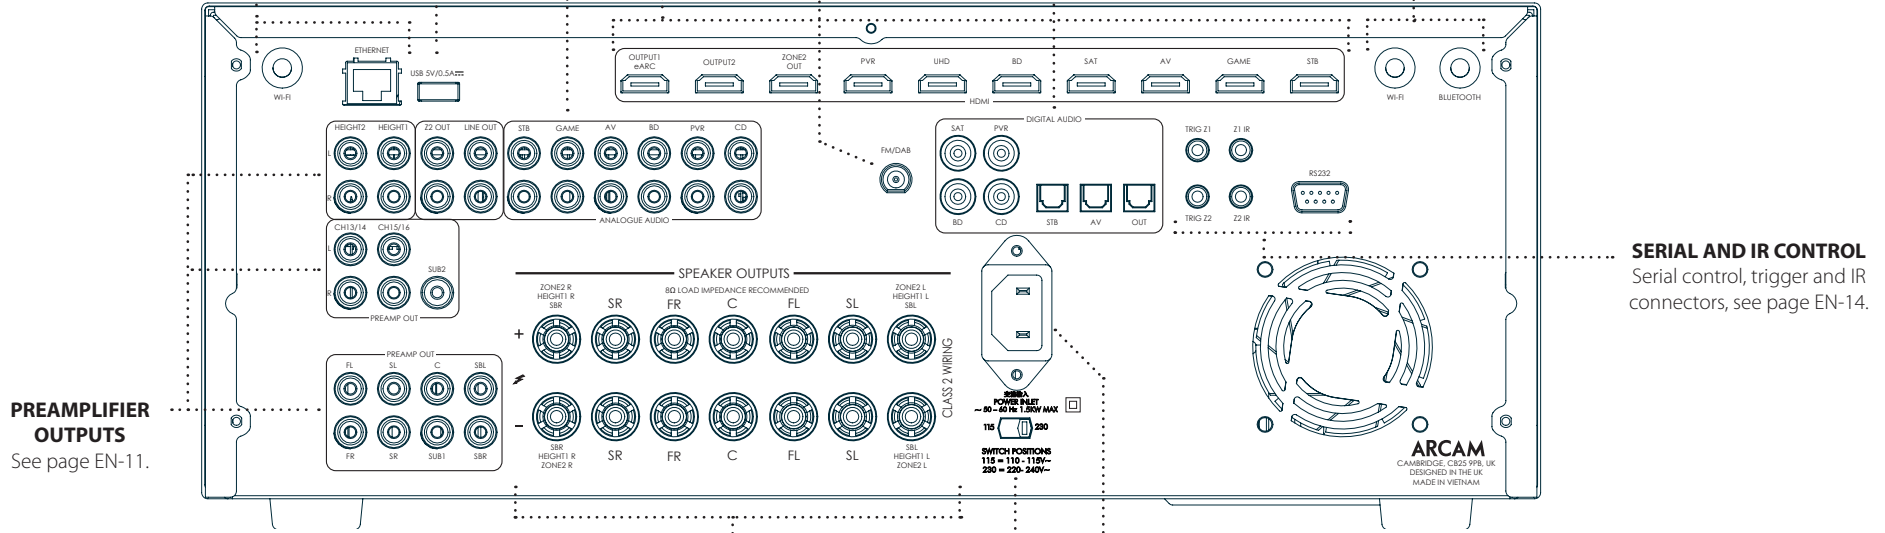 ETHERNET
USB 5V/0.5A
WI-FI
OUTPUT1
eARC
OUTPUT2
ZONE2
OUT
PVR
UHD
BD
SAT
AV
GAME
STB
HDMI
WI-FI
BLUETOOTH
HEIGHT2
HEIGHT1
Z2 OUT
LINE OUT
STB
GAME
AV
BD
PVR
CD
L
R
ANALOGUE AUDIO
FM/DAB
DIGITAL AUDIO
SAT
PVR
BD
CD
STB
AV
OUT
TRIG Z1
Z1 IR
TRIG Z2
Z2 IR
RS232
CH13/14
CH15/16
L
R
SUB2
PREAMP OUT
SERIAL AND IR CONTROL
Serial control, trigger and IR
connectors, see page EN-14.
SPEAKER OUTPUTS
8Ω LOAD IMPEDANCE RECOMMENDED
ZONE2 R
HEIGHT1 R
SBR
SR
FR
C
FL
SL
ZONE2 L
HEIGHT1 L
SBL
+
–
SBR
HEIGHT1 R
ZONE2 R
SR
FR
C
FL
SL
SBL
HEIGHT1 L
ZONE2 L
CLASS 2 WIRING
PREAMP OUT
FL
SL
C
SBL
FR
SR
SUB1
SBR
PREAMPLIFIER
OUTPUTS
See page EN-11.
POWER INLET
~ 50 – 60 Hz 1.5KW MAX
115
230
SWITCH POSITIONS
115 = 110 - 115V~
230 = 220- 240V~
ARCAM
CAMBRIDGE, CB25 9PB, UK
DESIGNED IN THE UK
MADE IN VIETNAM